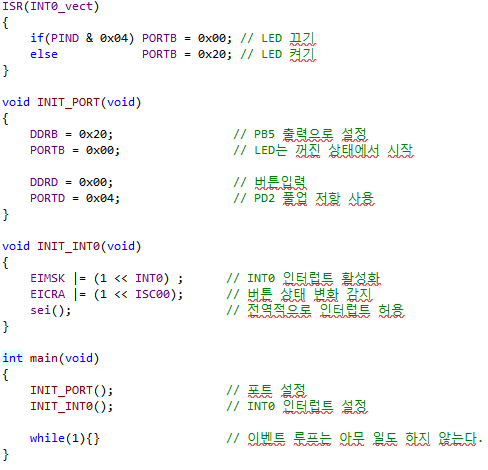 ISR(INT0_vect)
{
    if(PIND & 0x04) PORTB = 0x00; // LED 끄기
    else            PORTB = 0x20; // LED 켜기
}

void INIT_PORT(void)
{
    DDRB = 0x20;                // PB5 출력으로 설정
    PORTB = 0x00;               // LED는 꺼진 상태에서 시작

    DDRD = 0x00;                // 버튼입력
    PORTD = 0x04;               // PD2 풀업 저항 사용
}

void INIT_INT0(void)
{
    EIMSK |= (1 << INT0) ;      // INT0 인터럽트 활성화
    EICRA |= (1 << ISC00);      // 버튼 상태 변화 감지
    sei();                      // 전역적으로 인터럽트 허용
}

int main(void)
{
    INIT_PORT();                // 포트 설정
    INIT_INT0();                // INT0 인터럽트 설정

    while(1){}                  // 이벤트 루프는 아무 일도 하지 않는다.
}